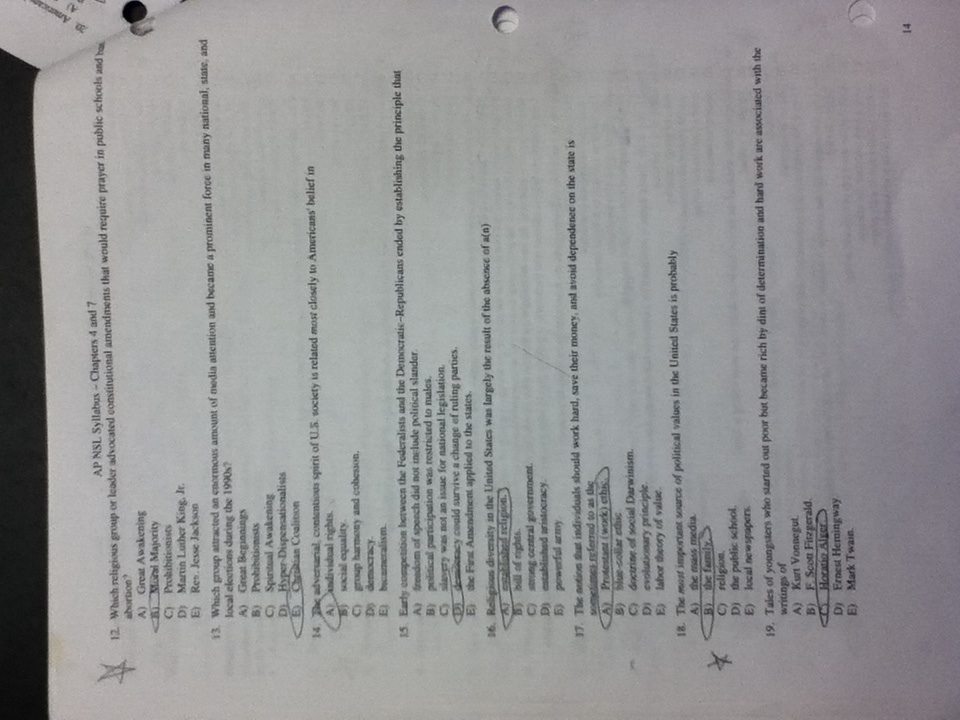 AP NSL Syllabus – Chapters 4 and 7
12. Which religious group or leader advocated constitutional amendments that would require prayer in public schools and ban
abortion?
A) Great Awakening
B) Moral Majority
C) Prohibitionists
D) Martin Luther King, Jr.
E) Rev. Jesse Jackson
13. Which group attracted an enormous amount of media attention and became a prominent force in many national, state, and
local elections during the 1990s?
A) Great Beginnings
B) Prohibitionists
C) Spiritual Awakening
D) Hyper-Dispensationalists
E) Christian Coalition
14. The adversarial, contentious spirit of U.S. society is related most closely to Americans' belief in
A) individual rights.
B) social equality.
C) group harmony and cohesion.
D) democracy.
E) bicameralism.
15. Early competition between the Federalists and the Democratic–Republicans ended by establishing the principle that
A) freedom of speech did not include political slander.
B) political participation was restricted to males.
C) slavery was not an issue for national legislation.
D) democracy could survive a change of ruling parties.
E) the First Amendment applied to the states.
16. Religious diversity in the United States was largely the result of the absence of a(n)
A) established religion.
B) bill of rights.
C) strong central government.
D) established aristocracy.
E) powerful army.
17. The notion that individuals should work hard, save their money, and avoid dependence on the state is
sometimes referred to as the
A) Protestant (work) ethic.
B) blue-collar ethic
C) doctrine of social Darwinism.
D) evolutionary principle.
E) labor theory of value.
18. The most important source of political values in the United States is probably
A) the mass media.
B) the family.
C) religion.
D) the public school.
E) local newspapers.
19. Tales of youngsters who started out poor but became rich by dint of determination and hard work are associated with the
writings of
A) Kurt Vonnegut.
B) F. Scott Fitzgerald.
C) Horatio Alger.
D) Ernest Hemingway.
E) Mark Twain.
14
20. American
A)